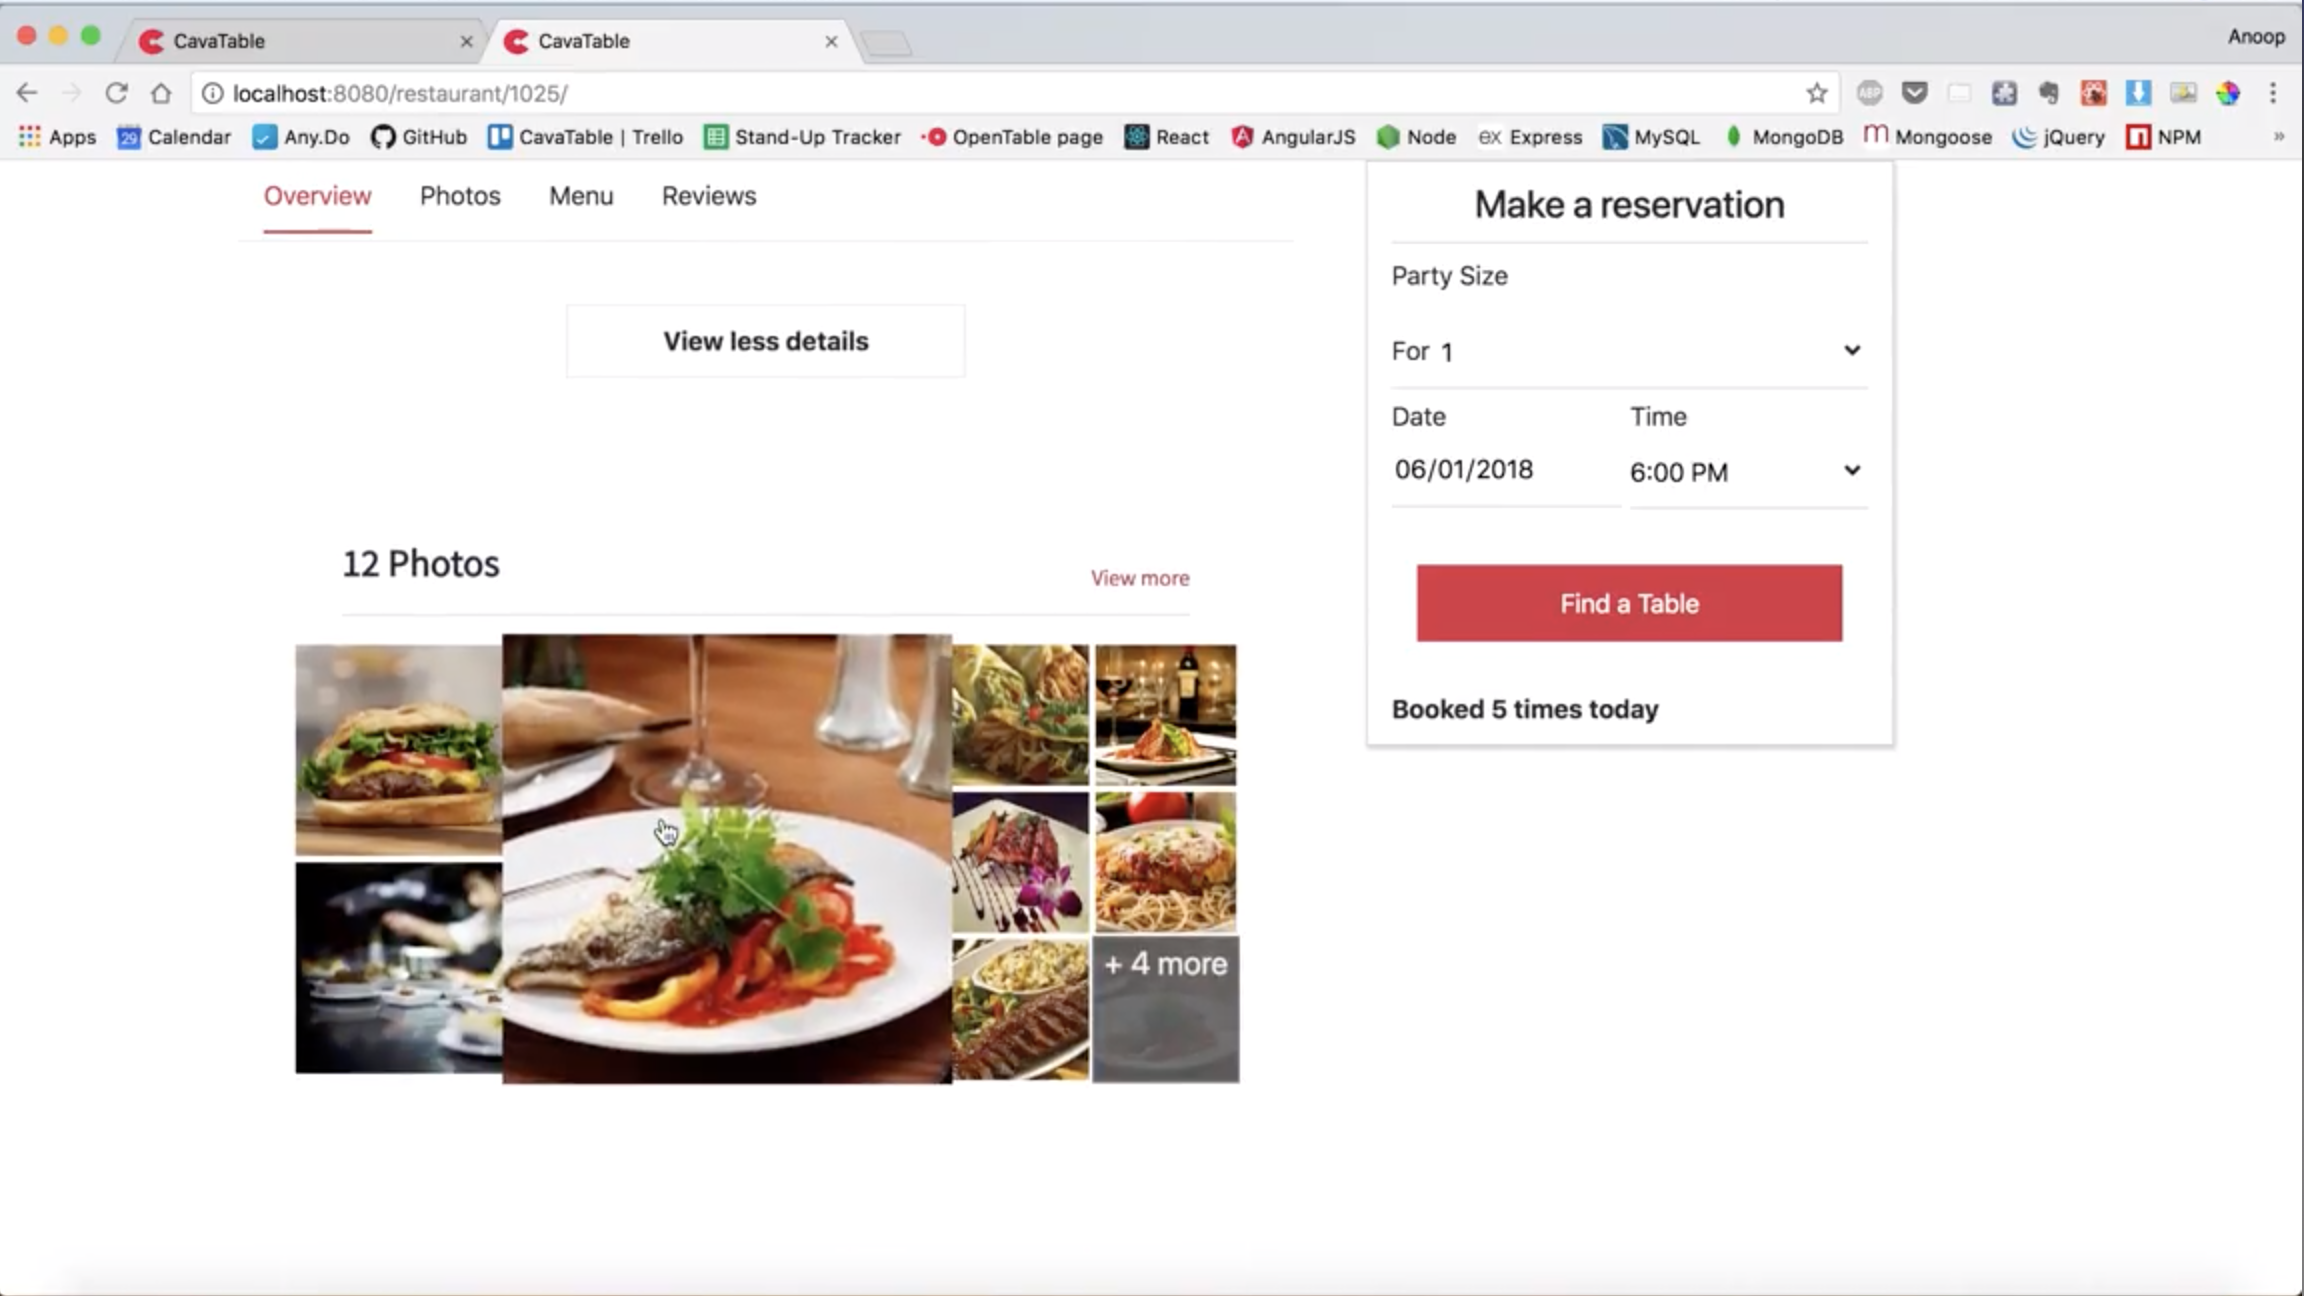 CavaTable
CavaTable
Anoop
localhost:8080/restaurant/1025/
ABP
Apps
29 Calendar
Any.Do
GitHub
CavaTable | Trello
Stand-Up Tracker
OpenTable page
React
AngularJS
Node
ex Express
MySQL
MongoDB
m Mongoose
jQuery
n NPM
»
Overview
Photos
Menu
Reviews
View less details
12 Photos
View more
+ 4 more
Make a reservation
Party Size
For 1
Date
Time
06/01/2018
6:00 PM
Find a Table
Booked 5 times today